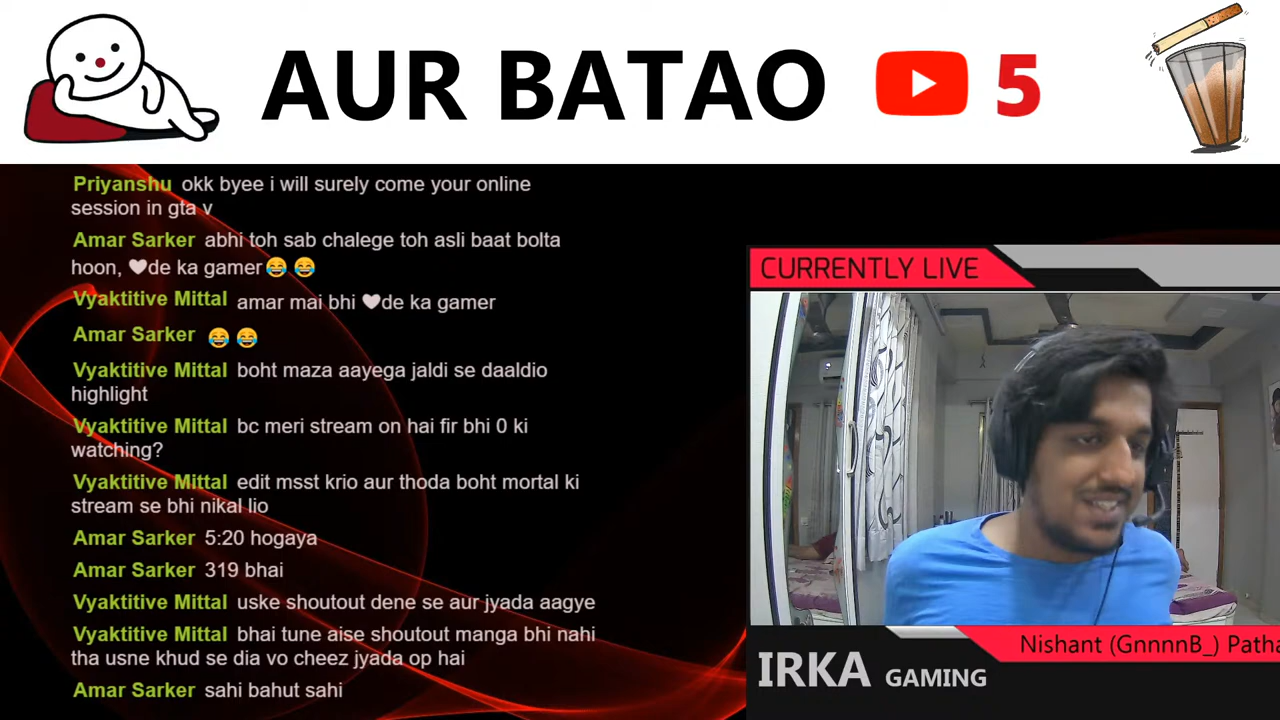 AUR BATAO 5
Priyanshu okk byee i will surely come your online
session in gta v
Amar Sarker abhi toh sab chalege toh asli baat bolta
hoon, 🤍de ka gamer😂 😂
Vyaktitive Mittal amar mai bhi 🤍de ka gamer
Amar Sarker 😂 😂
Vyaktitive Mittal boht maza aayega jaldi se daaldio
highlight
Vyaktitive Mittal bc meri stream on hai fir bhi 0 ki
watching?
Vyaktitive Mittal edit msst krio aur thoda boht mortal ki
stream se bhi nikal lio
Amar Sarker 5:20 hogaya
Amar Sarker 319 bhai
Vyaktitive Mittal uske shoutout dene se aur jyada aagye
Vyaktitive Mittal bhai tune aise shoutout manga bhi nahi
tha usne khud se dia vo cheez jyada op hai
Amar Sarker sahi bahut sahi
CURRENTLY LIVE
Nishant (GnnnnB_) Patha
IRKA GAMING